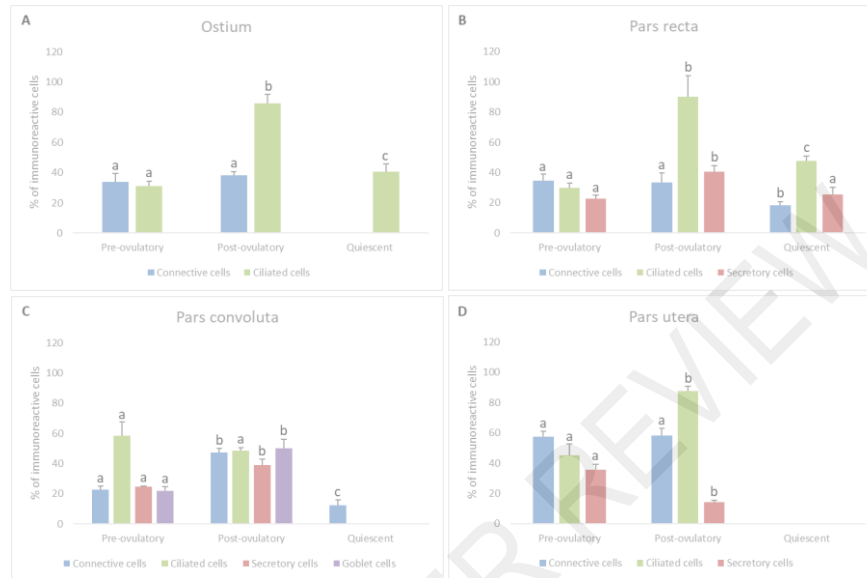 A
Ostium
% of immunoreactive cells
120
100
80
60
40
20
0
a
a
a
b
c
Pre-ovulatory
Post-ovulatory
Quiescent
Connective cells
Ciliated cells
B
Pars recta
% of immunoreactive cells
120
100
80
60
40
20
0
a
a
a
a
b
b
b
c
a
Pre-ovulatory
Post-ovulatory
Quiescent
Connective cells
Ciliated cells
Secretory cells
C
Pars convoluta
% of immunoreactive cells
120
100
80
60
40
20
0
a
a
a
a
b
a
b
b
c
Pre-ovulatory
Post-ovulatory
Quiescent
Connective cells
Ciliated cells
Secretory cells
Goblet cells
D
Pars utera
% of immunoreactive cells
120
100
80
60
40
20
0
a
a
a
a
b
b
Pre-ovulatory
Post-ovulatory
Quiescent
Connective cells
Ciliated cells
Secretory cells
ER REVIEW